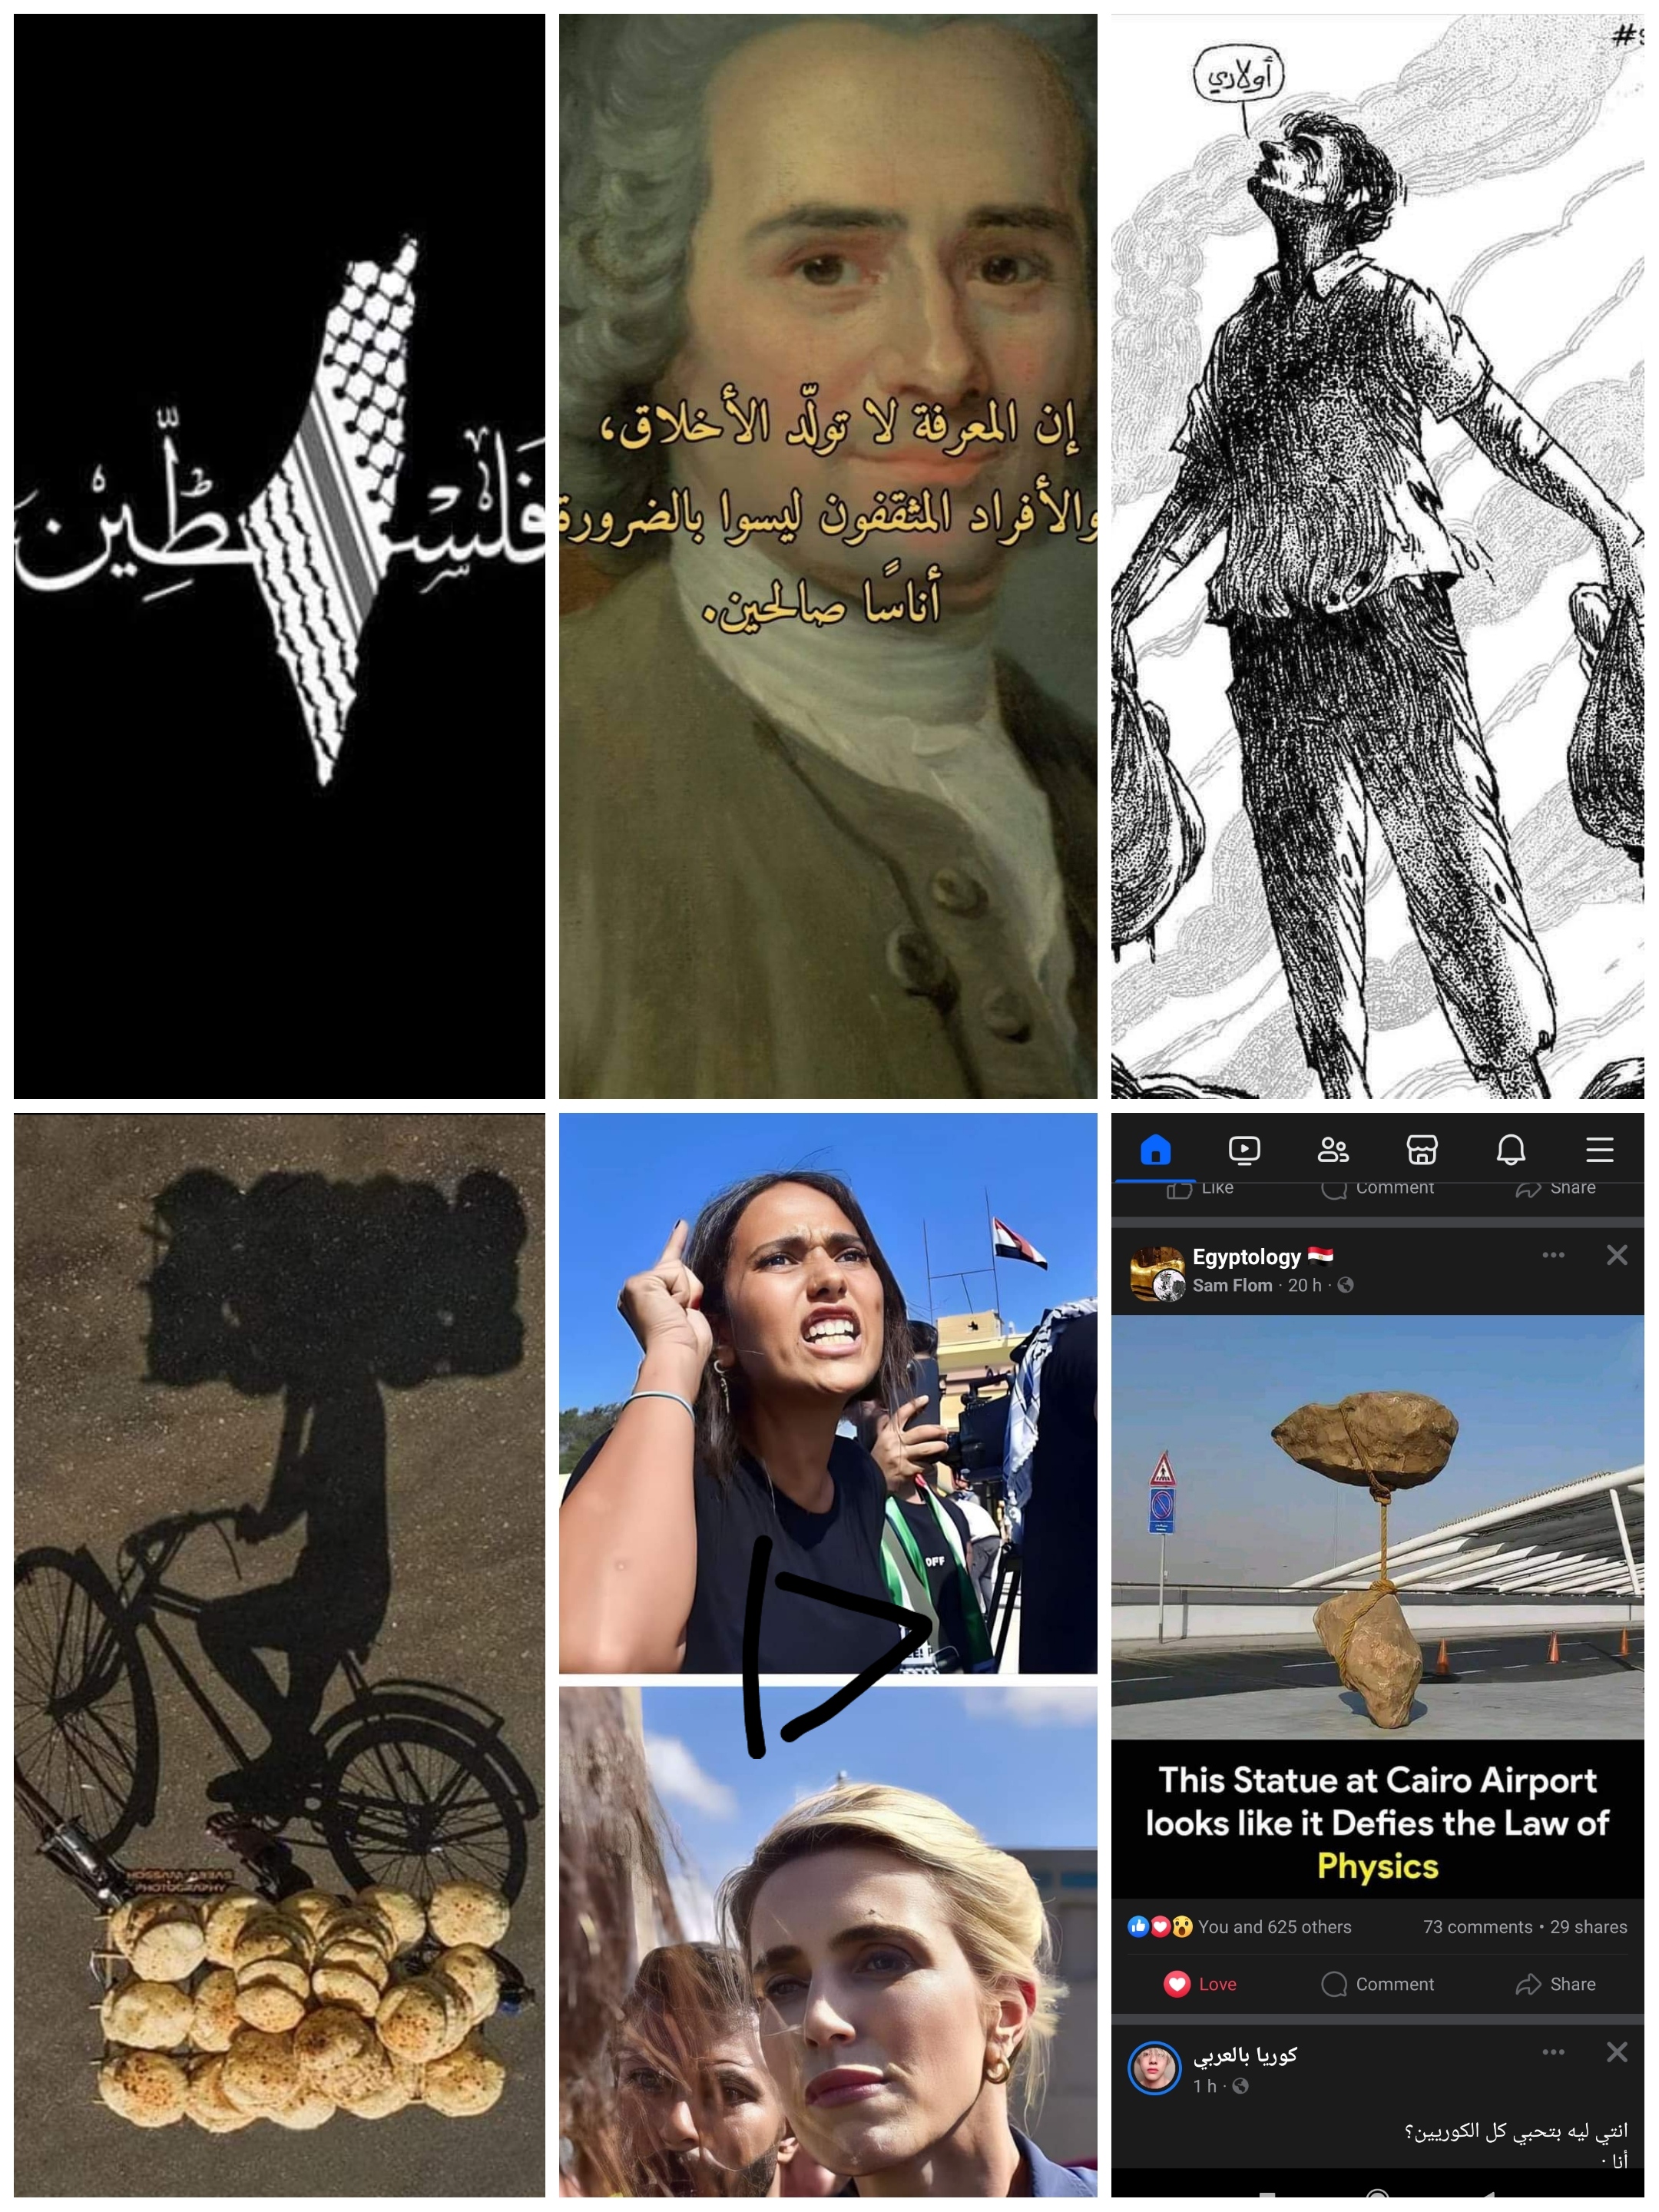 فلسطين
إن المعرفة لا تولّد الأخلاق،
والأفراد المثقفون ليسوا بالضرورة
أناسًا صالحين.
أولادي
HOSSAM ABBAS
PHOTOGRAPHY
OFF
Like Comment Share
Egyptology 🇪🇬
Sam Flom · 20 h ·
This Statue at Cairo Airport
looks like it Defies the Law of
Physics
You and 625 others 73 comments • 29 shares
Love Comment Share
كوريا بالعربي
1 h ·
انتي ليه بتحبي كل الكوريين؟
أنا :